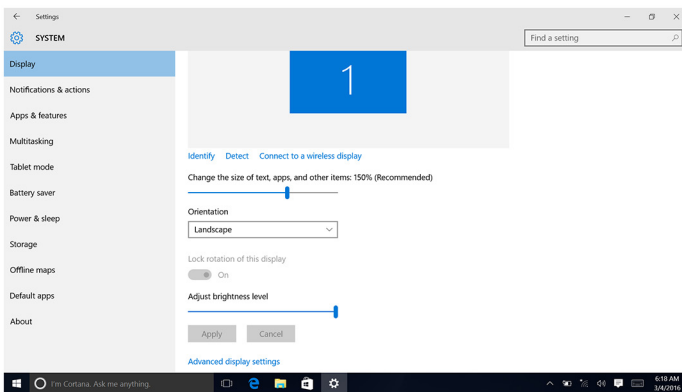 Settings
SYSTEM
Find a setting
Display
Notifications & actions
Apps & features
Multitasking
Tablet mode
Battery saver
Power & sleep
Storage
Offline maps
Default apps
About
1
Identify Detect Connect to a wireless display
Change the size of text, apps, and other items: 150% (Recommended)
Orientation
Landscape
Lock rotation of this display
On
Adjust brightness level
Apply Cancel
Advanced display settings
I'm Cortana. Ask me anything.
6:18 AM
3/4/2016